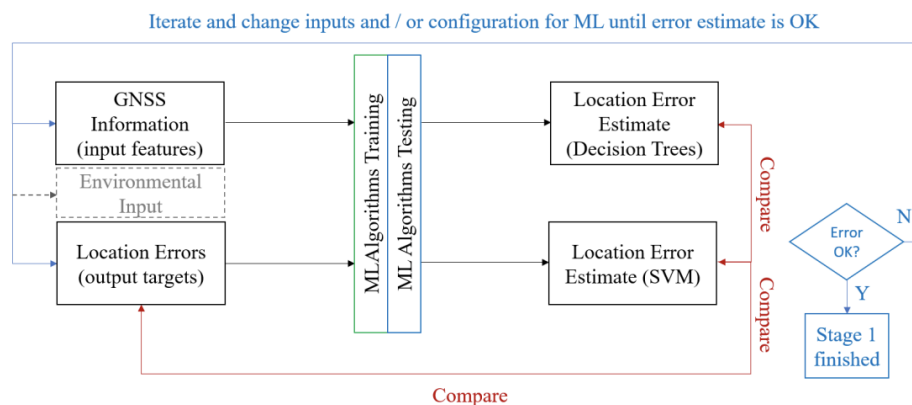 Iterate and change inputs and / or configuration for ML until error estimate is OK
GNSS
Information
(input features)
Environmental
Input
Location Errors
(output targets)
MLAlgorithms Training
ML Algorithms Testing
Location Error
Estimate
(Decision Trees)
Location Error
Estimate (SVM)
Compare
Compare
Compare
Error
OK?
N
Y
Stage 1
finished